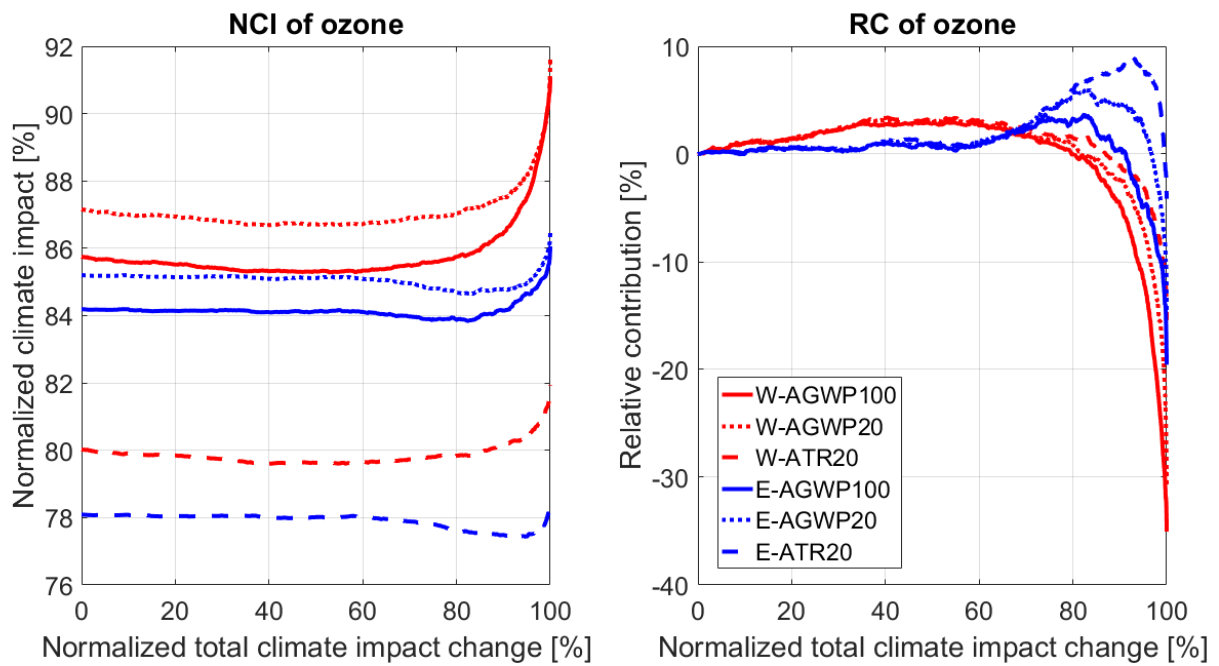 NCI of ozone
92
90
88
86
84
82
80
78
76
0 20 40 60 80 100
Normalized climate impact [%]
Normalized total climate impact change [%]
RC of ozone
10
0
-10
-20
-30
-40
0 20 40 60 80 100
Relative contribution [%]
Normalized total climate impact change [%]
W-AGWP100
W-AGWP20
W-ATR20
E-AGWP100
E-AGWP20
E-ATR20